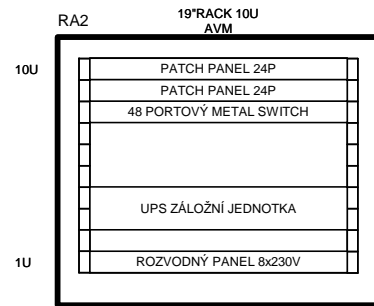 RA2
19"RACK 10U
AVM
10U
PATCH PANEL 24P
PATCH PANEL 24P
48 PORTOVÝ METAL SWITCH
UPS ZÁLOŽNÍ JEDNOTKA
1U
ROZVODNÝ PANEL 8x230V